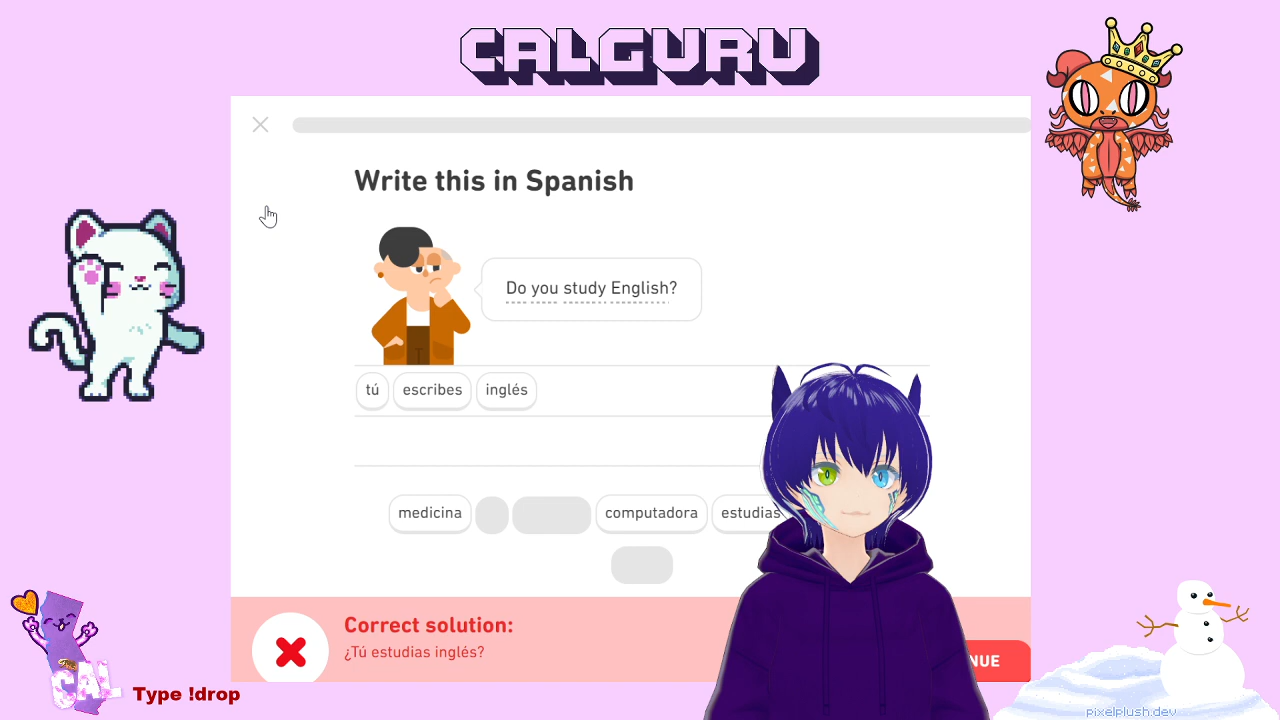 CALGURU
Write this in Spanish
Do you study English?
tú escribes inglés
medicina computadora estudias
Correct solution:
¿Tú estudias inglés?
NUE
CAL
Type !drop
pixelplush.dev